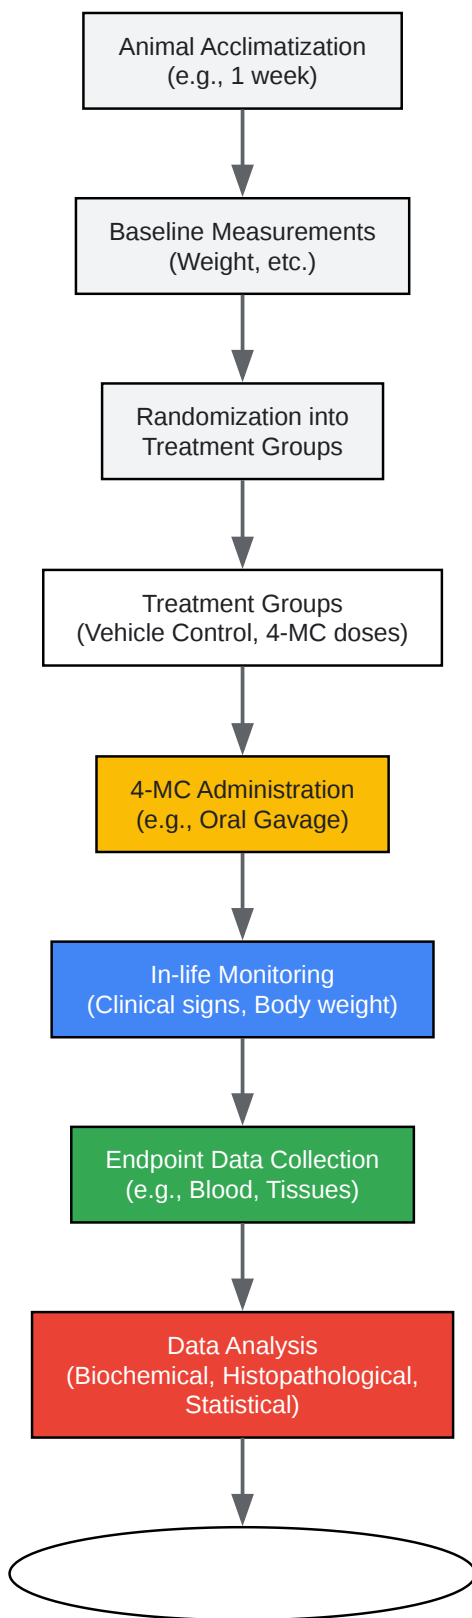 Animal Acclimatization
(e.g., 1 week)
Baseline Measurements
(Weight, etc.)
Randomization into
Treatment Groups
Treatment Groups
(Vehicle Control, 4-MC doses)
4-MC Administration
(e.g., Oral Gavage)
In-life Monitoring
(Clinical signs, Body weight)
Endpoint Data Collection
(e.g., Blood, Tissues)
Data Analysis
(Biochemical, Histopathological,
Statistical)